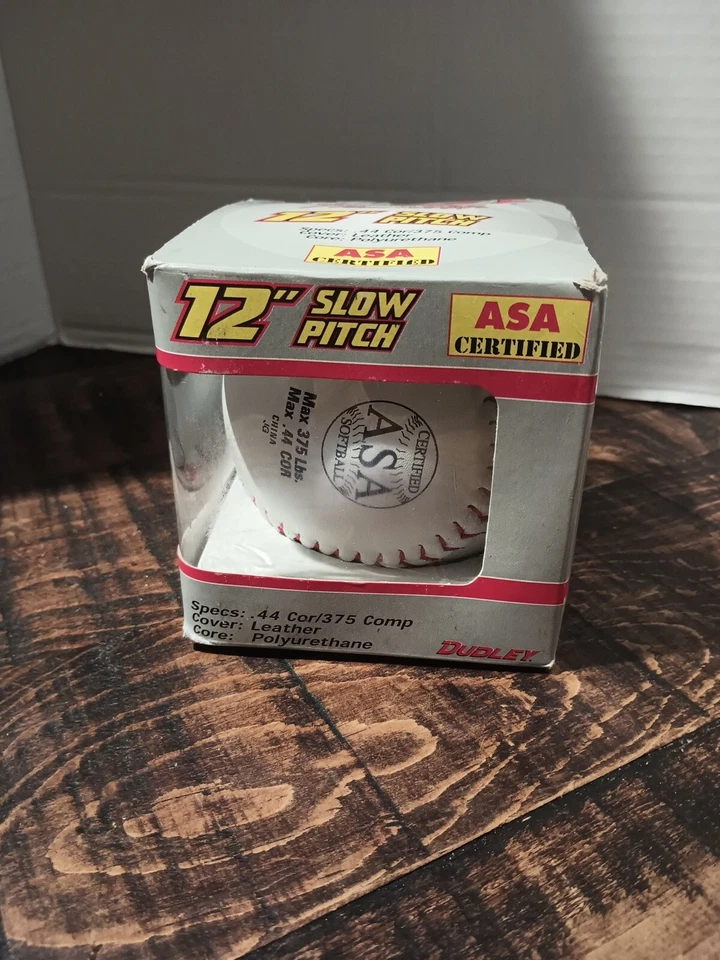 12" SLOW
PITCH
Specs: .44 Cor/375 Comp
Cover: Leather
Core: Polyurethane
ASA
CERTIFIED
12" SLOW
PITCH
ASA
CERTIFIED
Max 375 Lbs.
Max .44 COR
CHINA
CERTIFIED
ASA
SOFTBALL
Specs: .44 Cor/375 Comp
Cover: Leather
Core: Polyurethane
DUDLEY